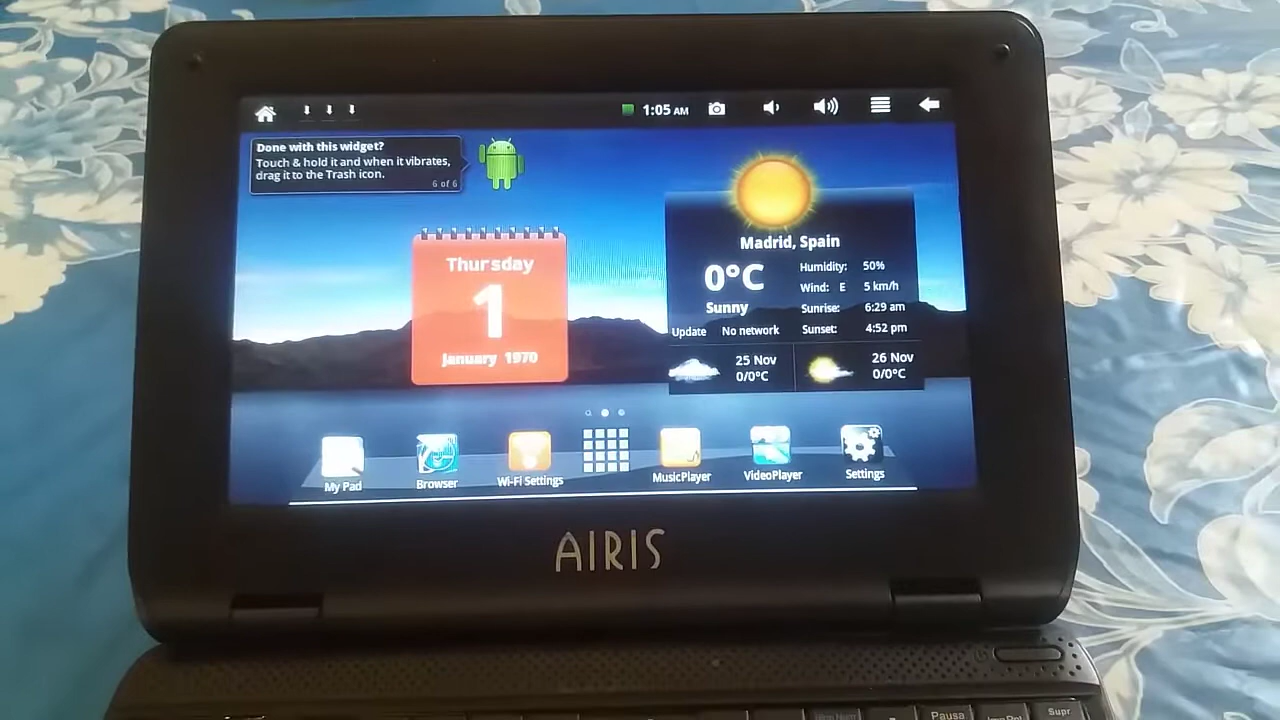 1:05 AM
Done with this widget?
Touch & hold it and when it vibrates,
drag it to the Trash icon.
6 of 6
Thursday
1
January 1970
Madrid, Spain
0°C
Sunny
Humidity: 50%
Wind: E 5 km/h
Sunrise: 6:29 am
Sunset: 4:52 pm
Update No network
25 Nov
0/0°C
26 Nov
0/0°C
My Pad
Browser
Wi-Fi Settings
MusicPlayer
VideoPlayer
Settings
AIRIS
Pausa
Supr